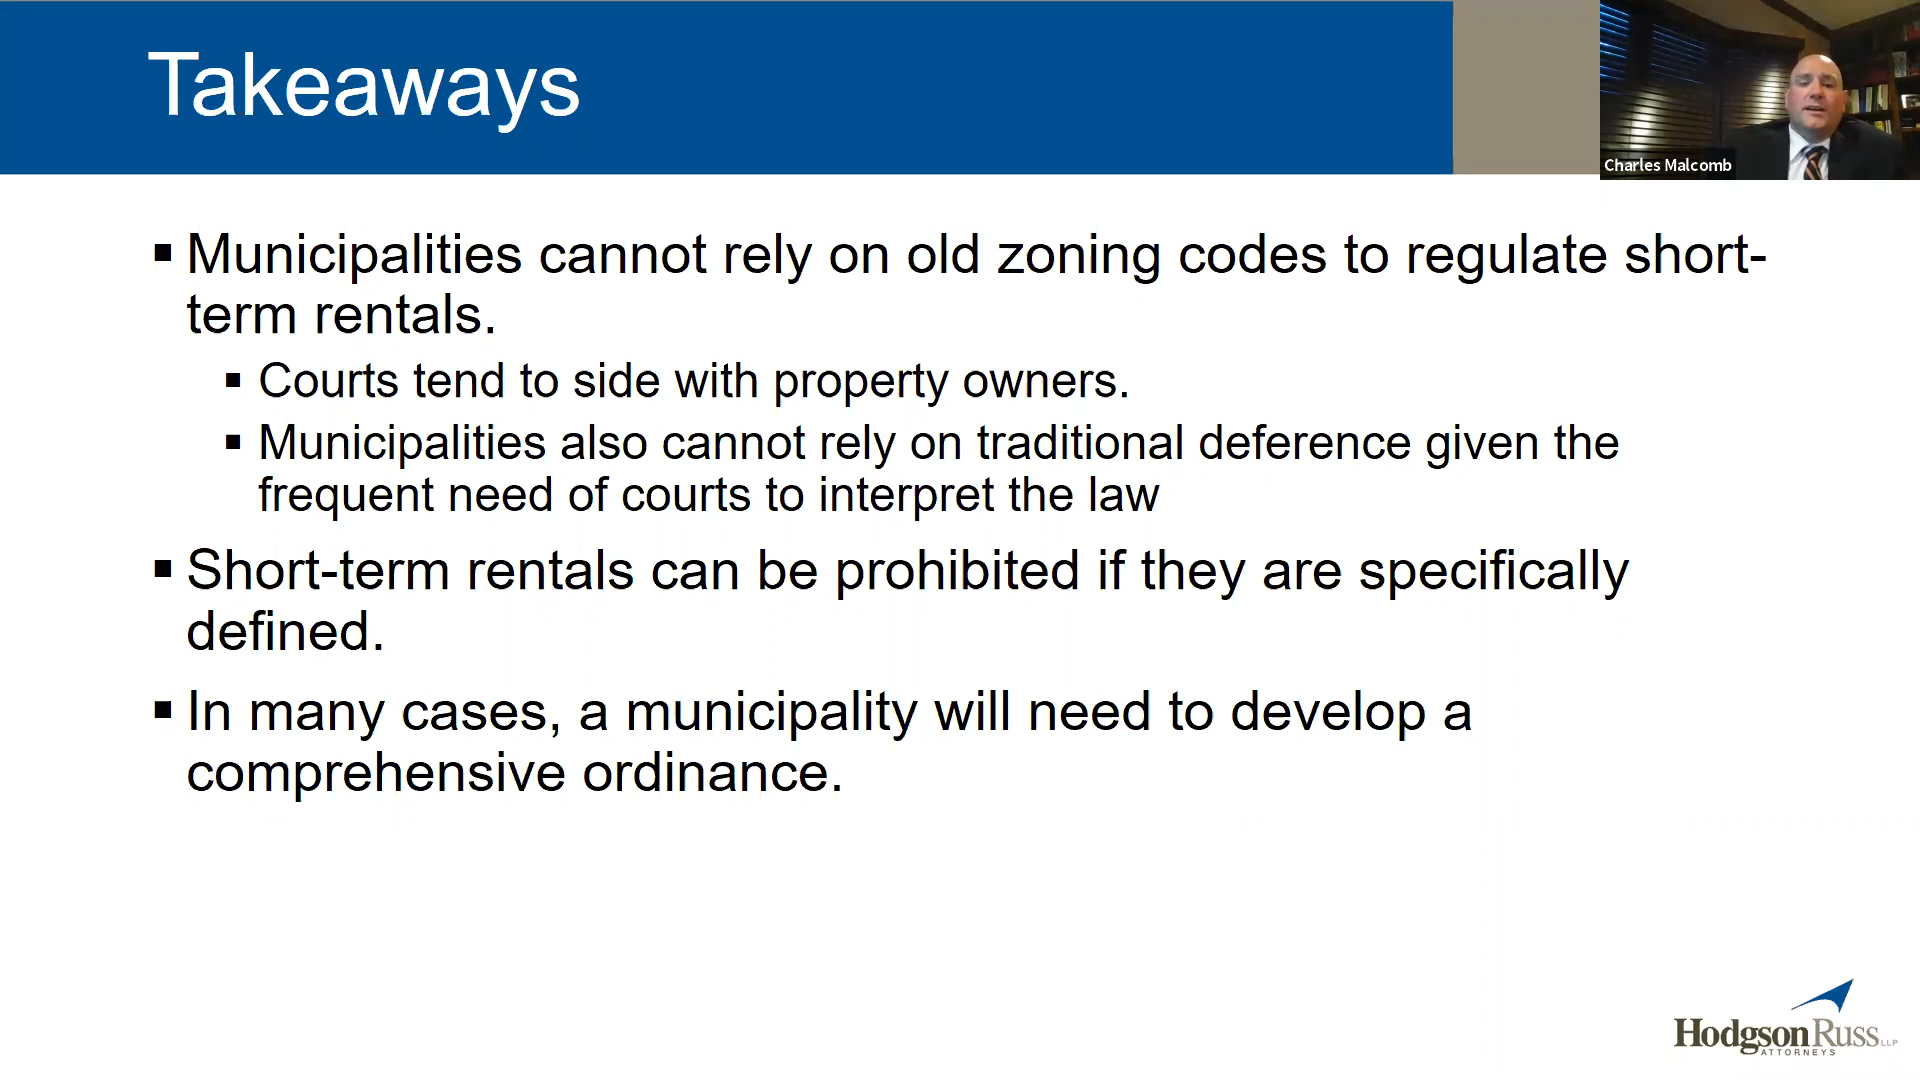 Takeaways
Charles Malcomb
▪ Municipalities cannot rely on old zoning codes to regulate short-
term rentals.
▪ Courts tend to side with property owners.
▪ Municipalities also cannot rely on traditional deference given the
frequent need of courts to interpret the law
▪ Short-term rentals can be prohibited if they are specifically
defined.
▪ In many cases, a municipality will need to develop a
comprehensive ordinance.
HodgsonRuss LLP
ATTORNEYS